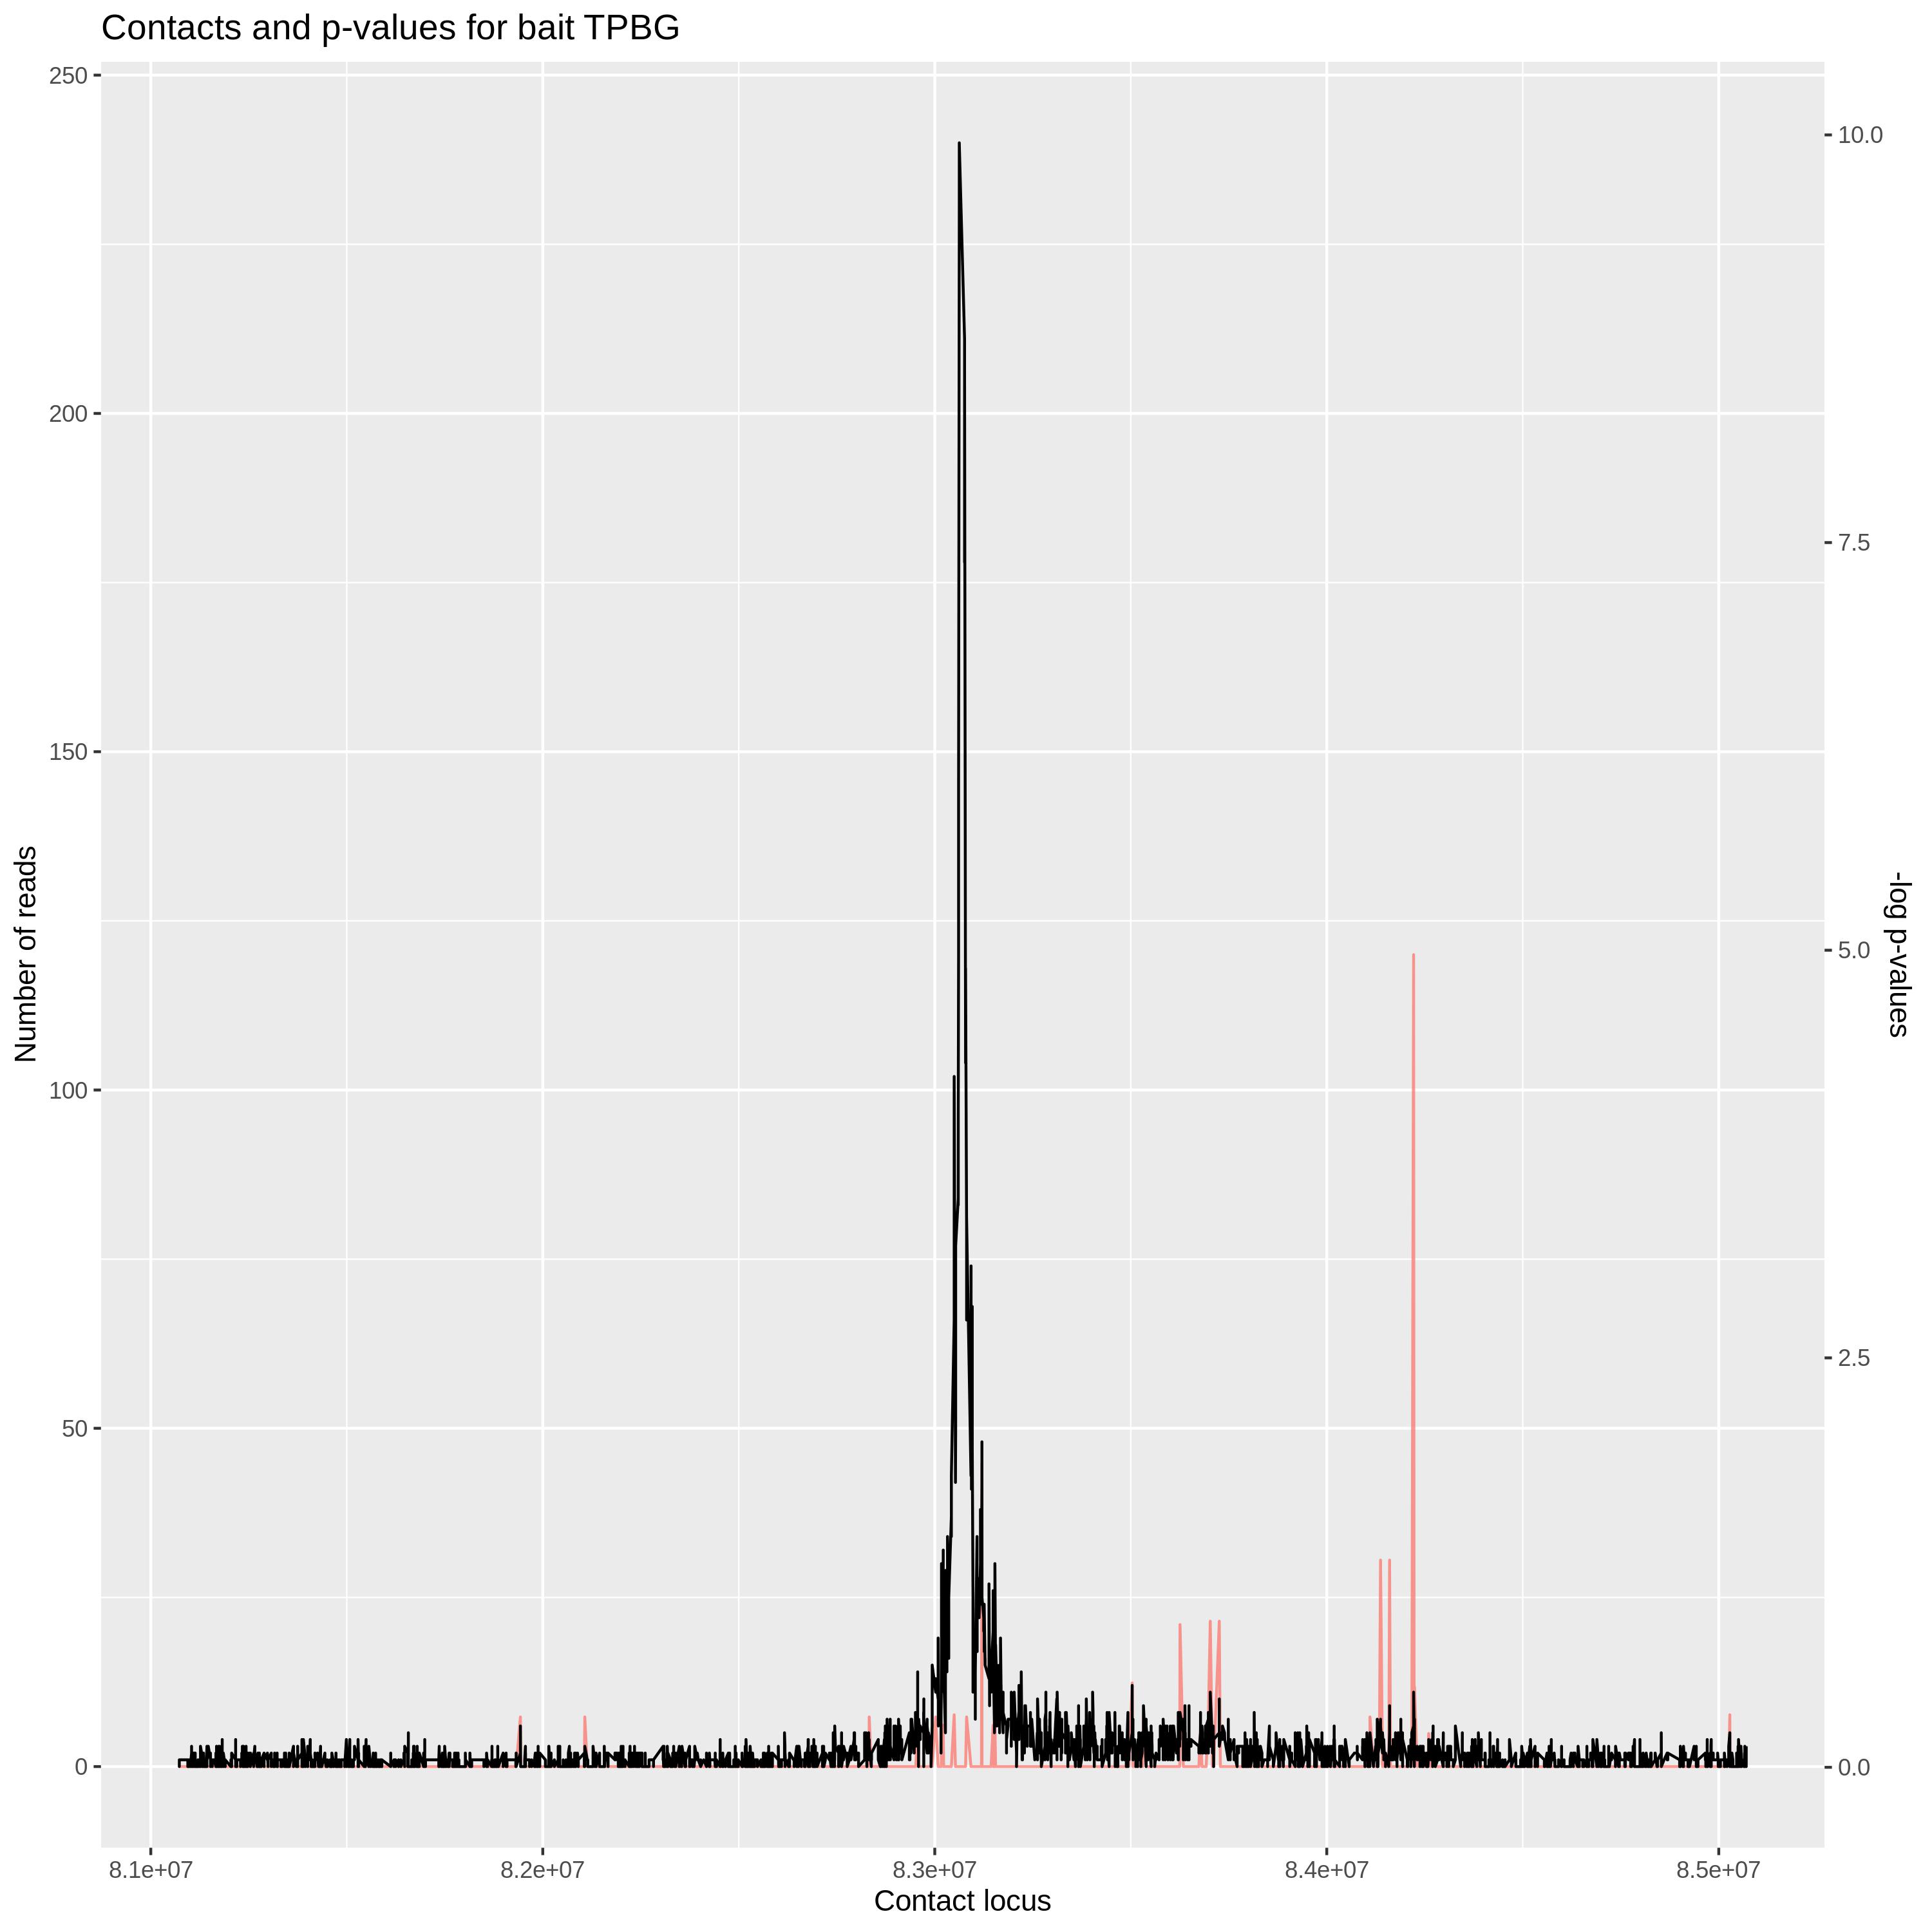 Contacts and p-values for bait TPBG
250
200
150
100
50
0
Number of reads
10.0
7.5
5.0
2.5
0.0
-log p-values
8.1e+07
8.2e+07
8.3e+07
8.4e+07
8.5e+07
Contact locus